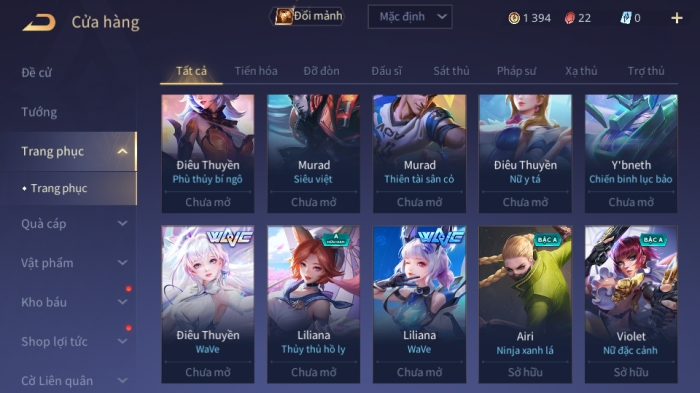 Cửa hàng
Đổi mảnh
Mặc định
1 394
22
0
Đề cử
Tướng
Trang phục
Trang phục
Quà cáp
Vật phẩm
Kho báu
Shop lợi tức
Cờ Liên quân
Tất cả
Tiến hóa
Đỡ đòn
Đấu sĩ
Sát thủ
Pháp sư
Xạ thủ
Trợ thủ
Điêu Thuyền
Phù thủy bí ngô
Chưa mở
Murad
Siêu việt
Chưa mở
Murad
Thiên tài sân cỏ
Chưa mở
Điêu Thuyền
Nữ y tá
Chưa mở
Y'bneth
Chiến binh lục bảo
Chưa mở
WAVE
Điêu Thuyền
WaVe
Chưa mở
A
Liliana
Thủy thủ hồ ly
Chưa mở
WAVE
Liliana
WaVe
Chưa mở
BẬC A
Airi
Ninja xanh lá
Sở hữu
BẬC A
Violet
Nữ đặc cảnh
Sở hữu